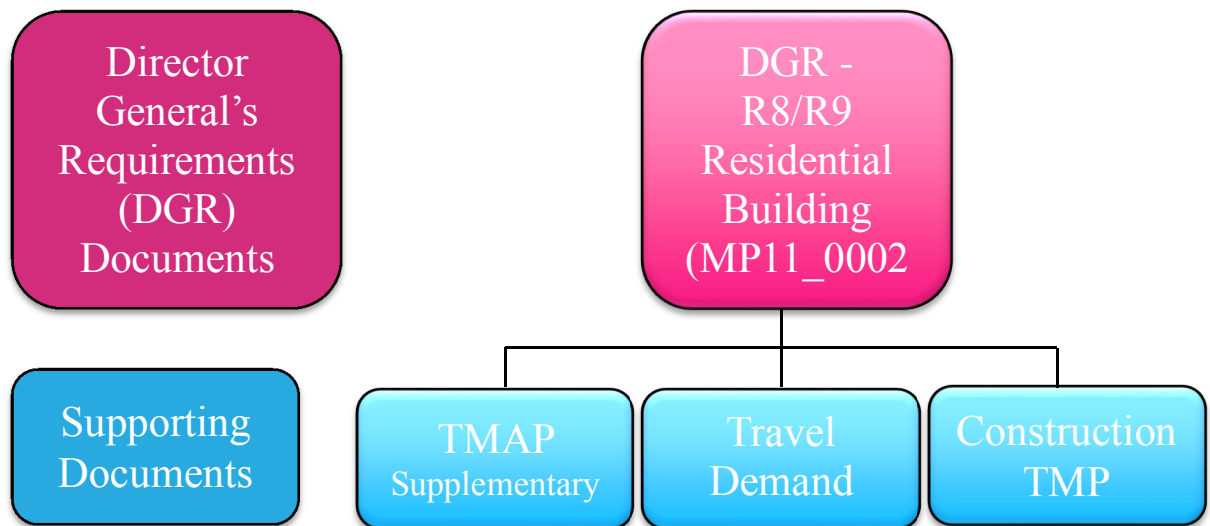 Director
General’s
Requirements
(DGR)
Documents
DGR -
R8/R9
Residential
Building
(MP11_0002
Supporting
Documents
TMAP
Supplementary
Travel
Demand
Construction
TMP